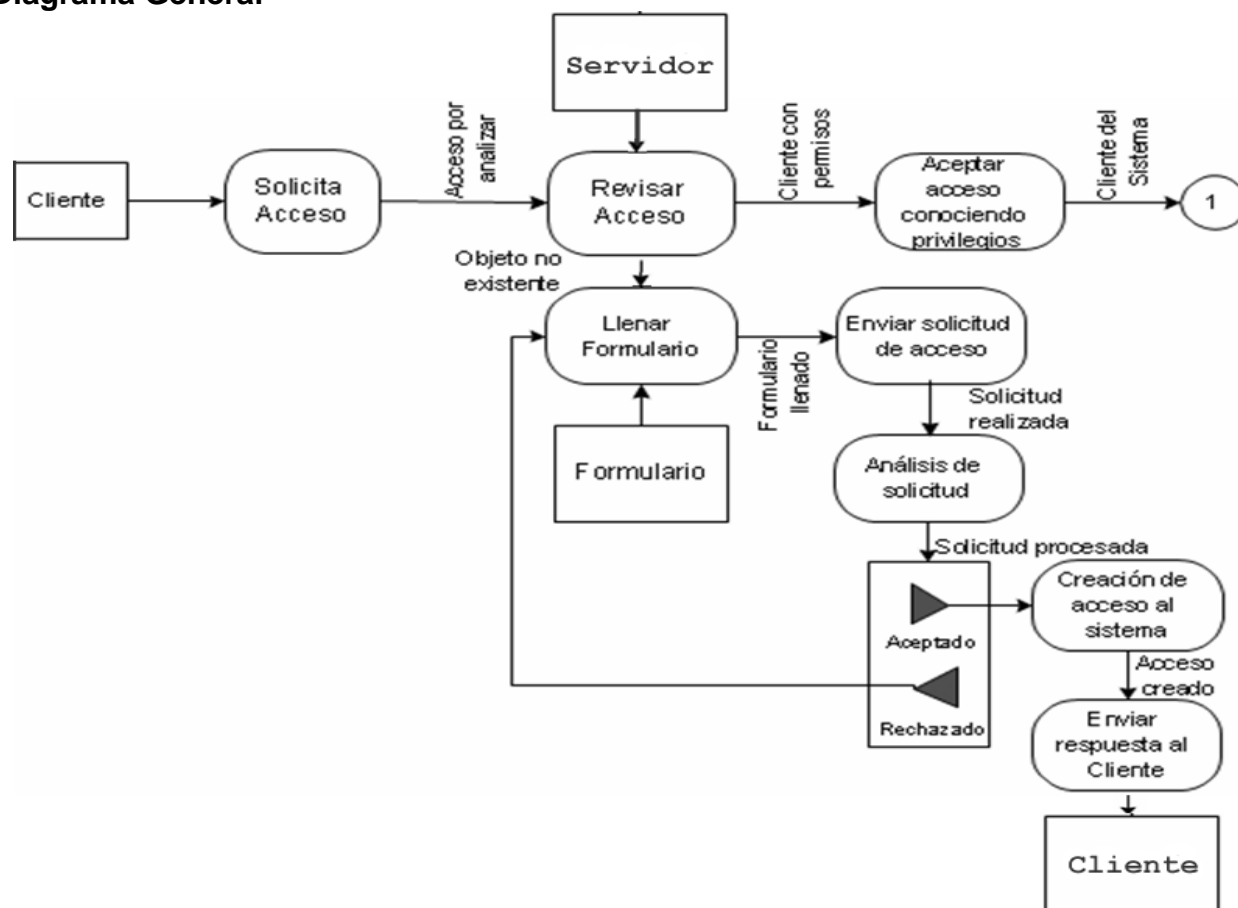 Diagrama General
Servidor
Acceso por
analizar
Cliente con
permisos
Cliente del
Sistema
Cliente
Solicita
Acceso
Revisar
Acceso
Aceptar
acceso
conociendo
privilegios
1
Objeto no
existente
Llenar
Formulario
Formulario
llenado
Enviar solicitud
de acceso
Solicitud
realizada
Formulario
Análisis de
solicitud
Solicitud procesada
Aceptado
Rechazado
Creación de
acceso al
sistema
Acceso
creado
Enviar
respuesta al
Cliente
Cliente